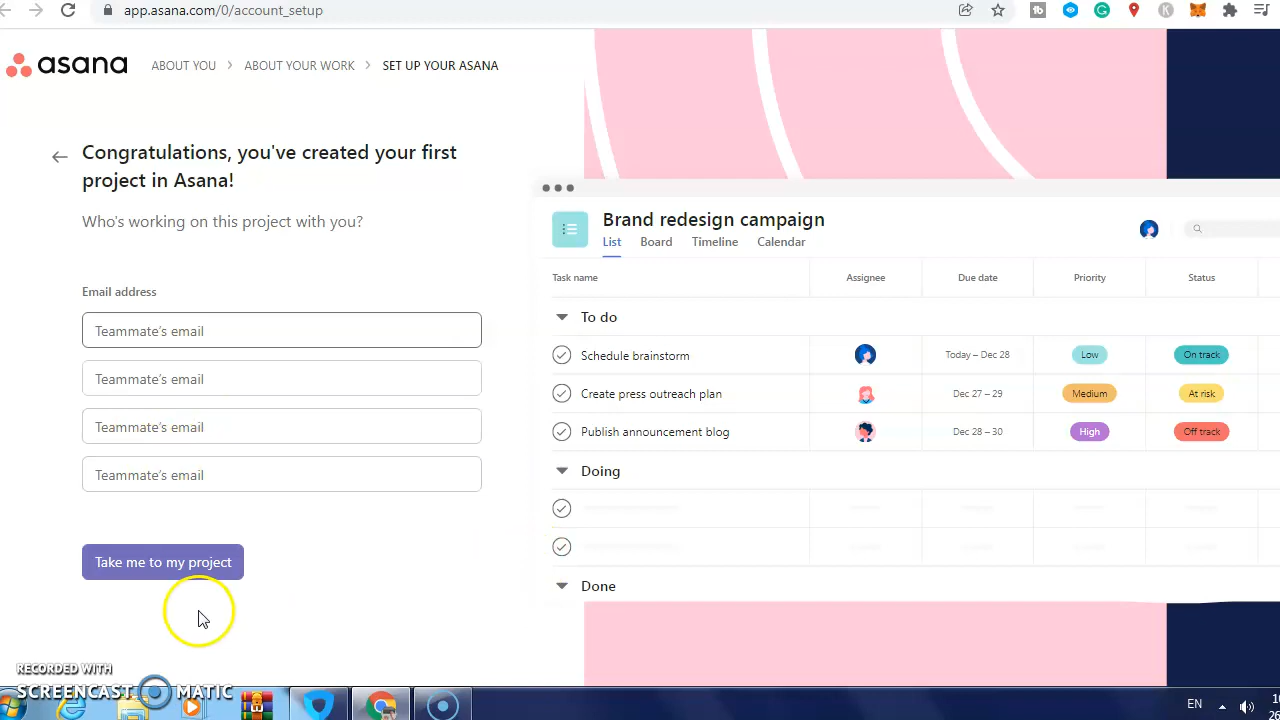 app.asana.com/0/account_setup
asana
ABOUT YOU > ABOUT YOUR WORK > SET UP YOUR ASANA
Congratulations, you've created your first
project in Asana!
Who's working on this project with you?
Email address
Teammate's email
Teammate's email
Teammate's email
Teammate's email
Take me to my project
Brand redesign campaign
List Board Timeline Calendar
Task name Assignee Due date Priority Status
To do
Schedule brainstorm Today – Dec 28 Low On track
Create press outreach plan Dec 27 – 29 Medium At risk
Publish announcement blog Dec 28 – 30 High Off track
Doing
Done
RECORDED WITH
SCREENCAST MATIC
EN